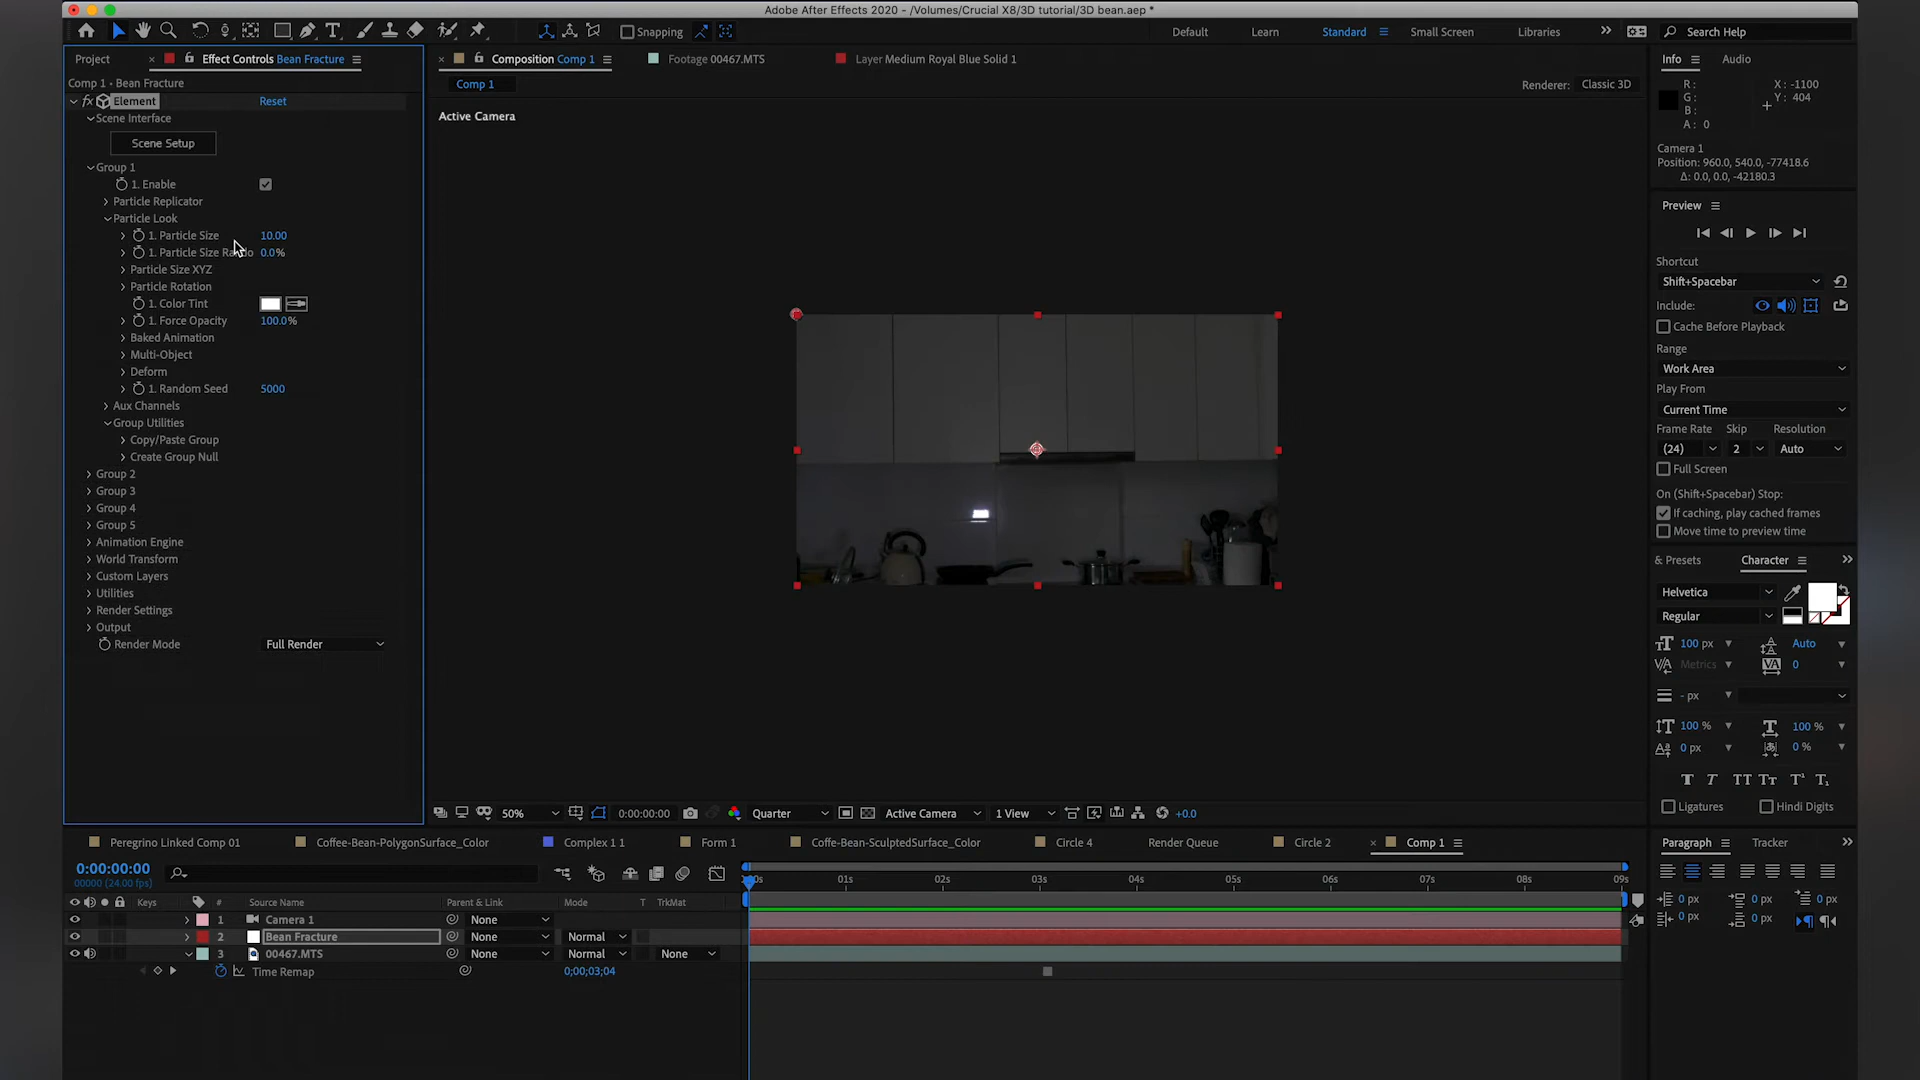 Adobe After Effects 2020 - /Volumes/Crucial X8/3D tutorial/3D bean.aep *
Snapping
Default
Learn
Standard
Small Screen
Libraries
Search Help
Project
Effect Controls Bean Fracture
Composition Comp 1
Footage 00467.MTS
Layer Medium Royal Blue Solid 1
Info
Audio
Comp 1 • Bean Fracture
Comp 1
Renderer: Classic 3D
Element
Reset
Active Camera
Scene Interface
Scene Setup
Group 1
1. Enable
Particle Replicator
Particle Look
1. Particle Size 10.00
1. Particle Size Ra 0.0%
Particle Size XYZ
Particle Rotation
1. Color Tint
1. Force Opacity 100.0%
Baked Animation
Multi-Object
Deform
1. Random Seed 5000
Aux Channels
Group Utilities
Copy/Paste Group
Create Group Null
Group 2
Group 3
Group 4
Group 5
Animation Engine
World Transform
Custom Layers
Utilities
Render Settings
Output
Render Mode Full Render
R :
G :
B :
A : 0
X : -1100
Y : 404
Camera 1
Position: 960.0, 540.0, -77418.6
Δ: 0.0, 0.0, -42180.3
Preview
Shortcut
Shift+Spacebar
Include:
Cache Before Playback
Range
Work Area
Play From
Current Time
Frame Rate Skip Resolution
(24) 2 Auto
Full Screen
On (Shift+Spacebar) Stop:
If caching, play cached frames
Move time to preview time
& Presets
Character
Helvetica
Regular
100 px Auto
Metrics 0
- px
100 % 100 %
0 px 0 %
Ligatures Hindi Digits
50%
0:00:00:00
Quarter
Active Camera
1 View
+0.0
Peregrino Linked Comp 01
Coffee-Bean-PolygonSurface_Color
Complex 1 1
Form 1
Coffe-Bean-SculptedSurface_Color
Circle 4
Render Queue
Circle 2
Comp 1
Paragraph
Tracker
0:00:00:00
00000 (24.00 fps)
01s 02s 03s 04s 05s 06s 07s 08s 09s
Keys # Source Name Parent & Link Mode T TrkMat
1 Camera 1 None
2 Bean Fracture None Normal
3 00467.MTS None Normal None
Time Remap 0;00;03;04
0 px 0 px 0 px
0 px 0 px